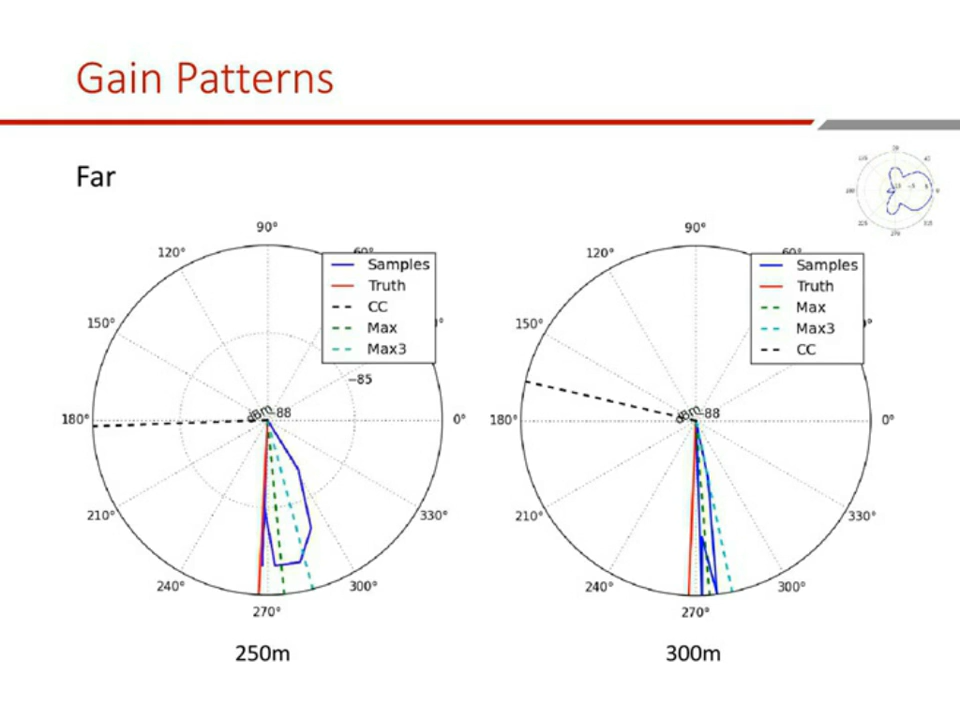 Gain Patterns
Far
90°
120°
60°
150°
180°
210°
240°
270°
300°
330°
0°
-85
-88
dBm
Samples
Truth
CC
Max
Max3
250m
90°
120°
60°
150°
180°
210°
240°
270°
300°
330°
0°
-88
dBm
Samples
Truth
Max
Max3
CC
300m